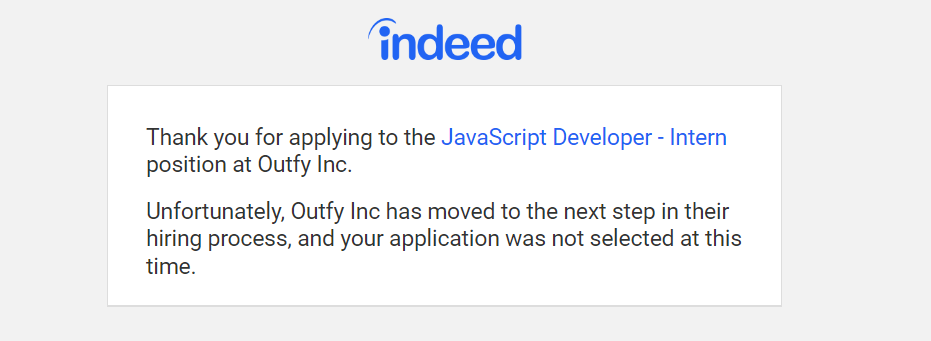 indeed
Thank you for applying to the JavaScript Developer - Intern
position at Outfy Inc.
Unfortunately, Outfy Inc has moved to the next step in their
hiring process, and your application was not selected at this
time.